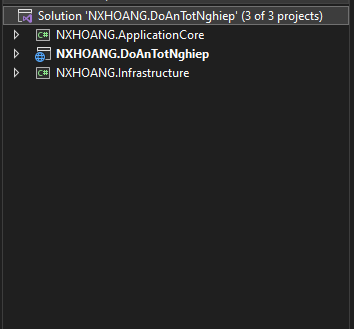 Solution 'NXHOANG.DoAnTotNghiep' (3 of 3 projects)
C# NXHOANG.ApplicationCore
NXHOANG.DoAnTotNghiep
C# NXHOANG.Infrastructure